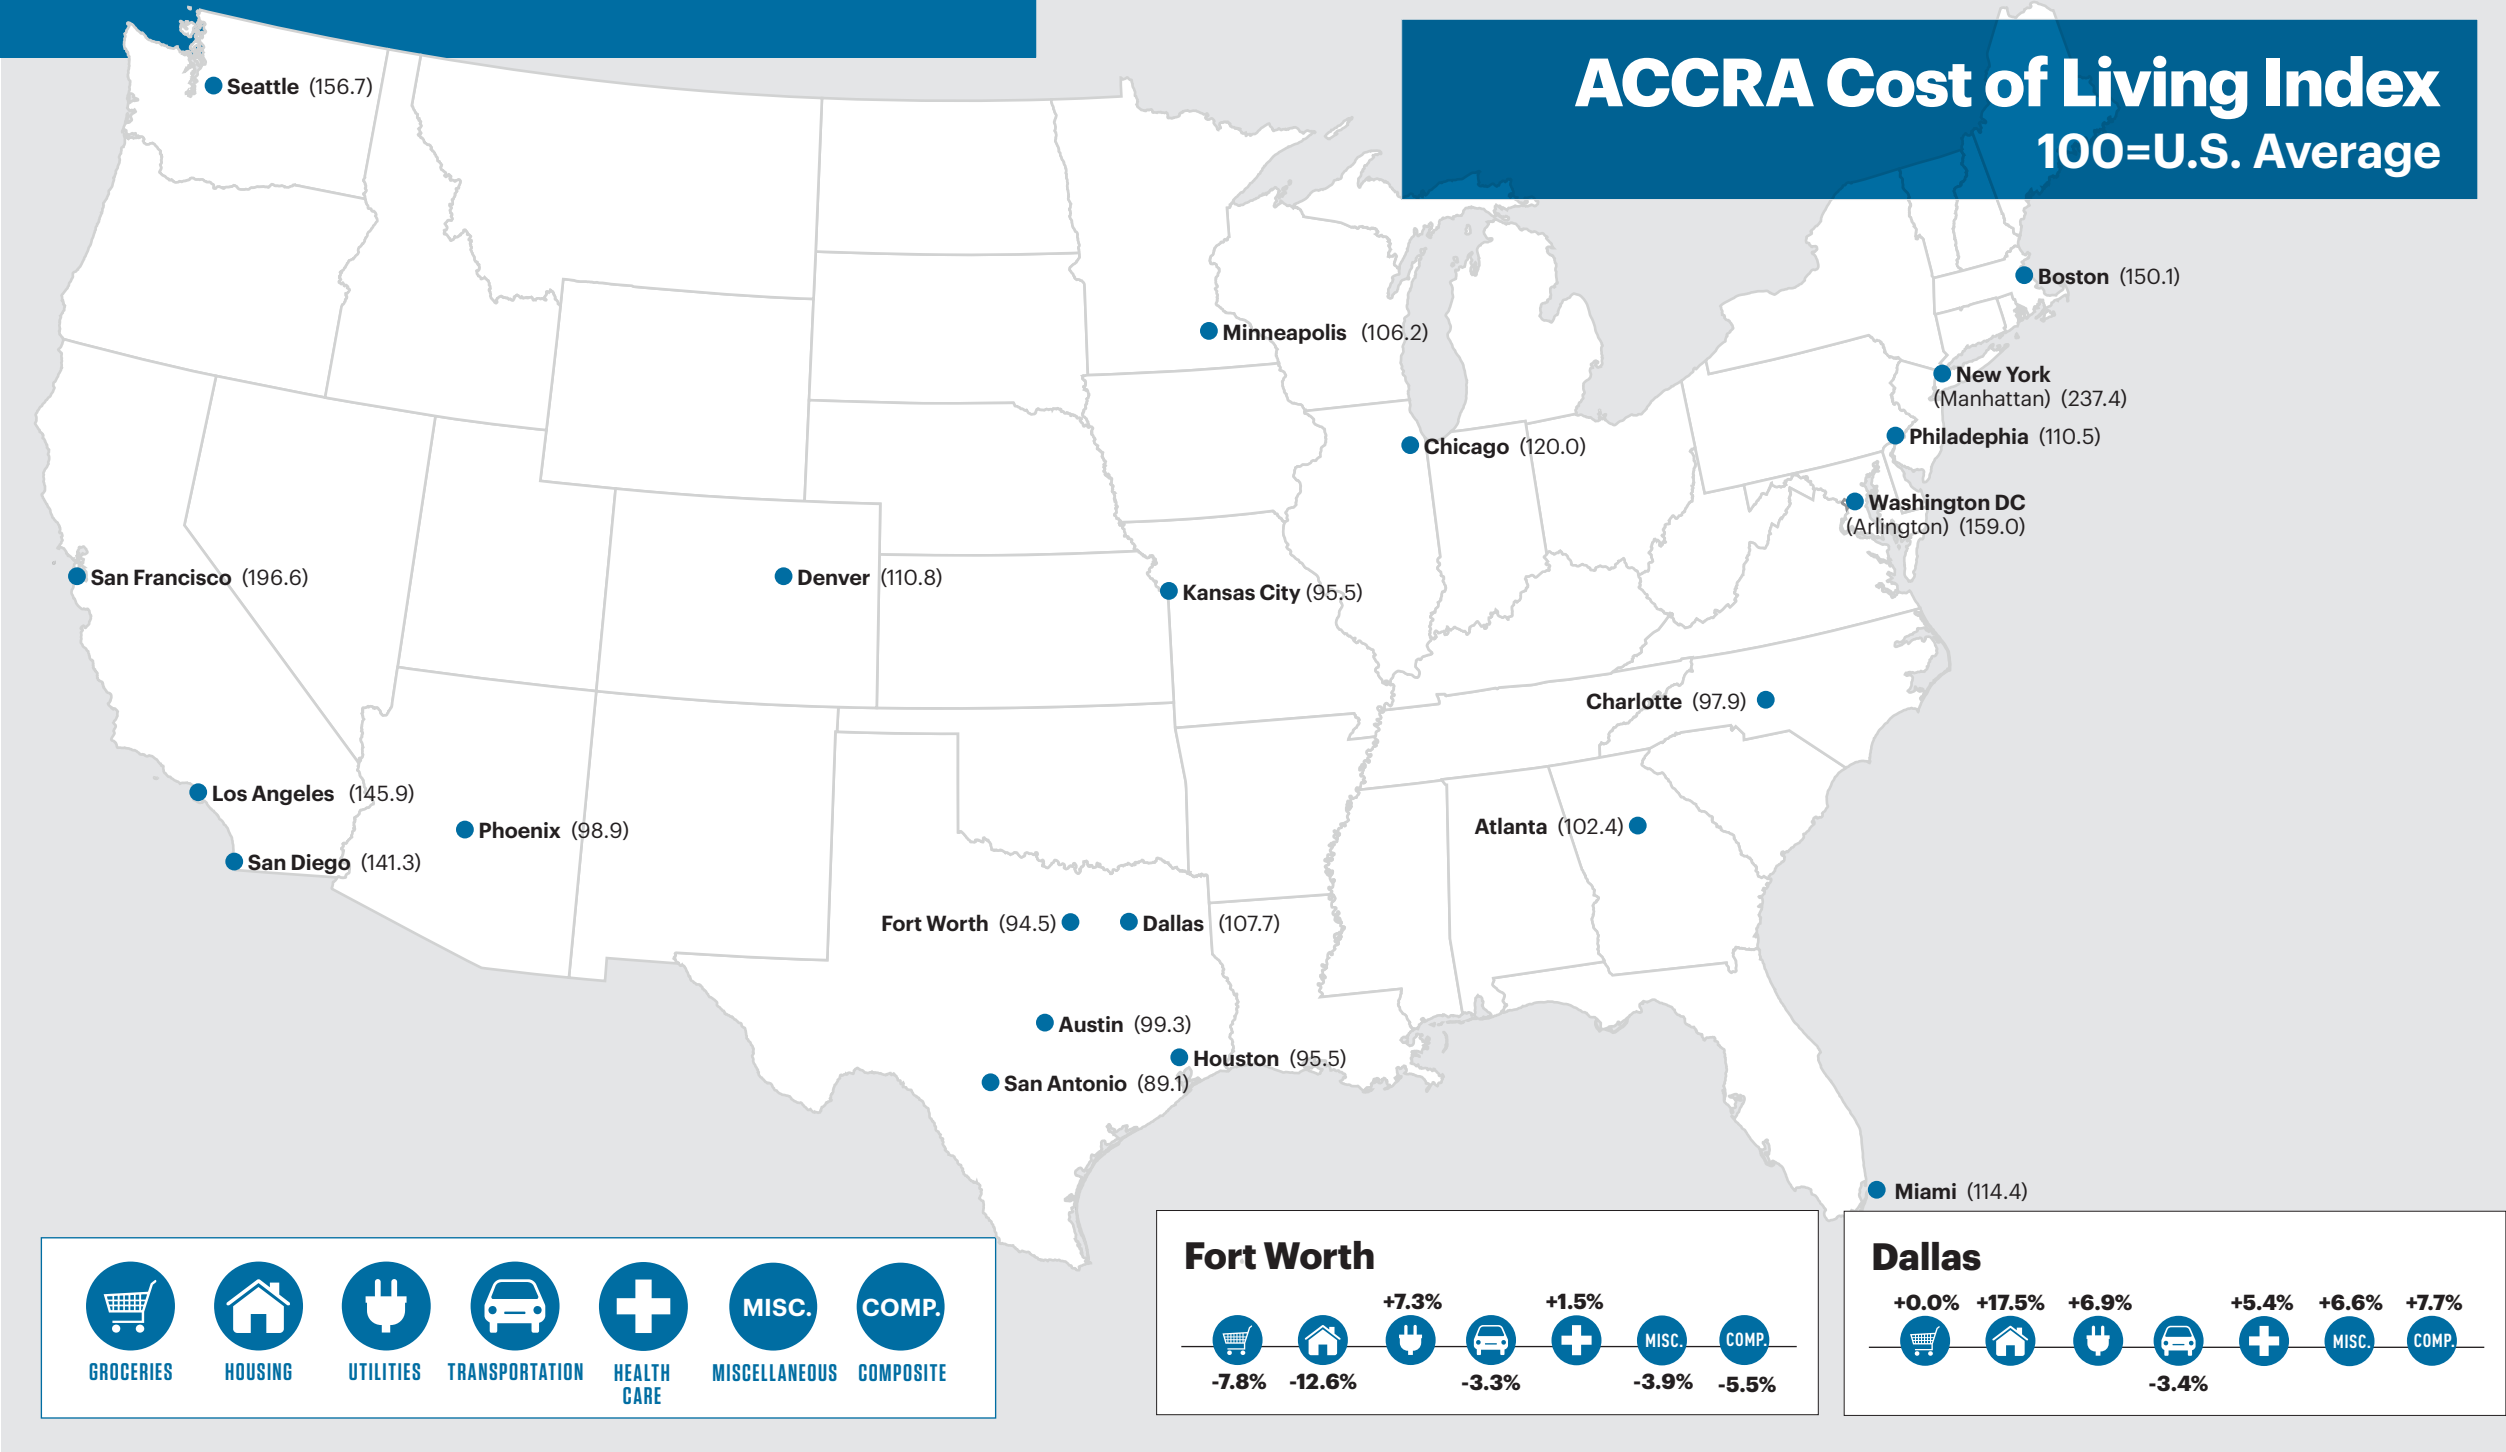 ACCRA Cost of Living Index
100=U.S. Average
Seattle (156.7)
Boston (150.1)
Minneapolis (106.2)
New York
(Manhattan) (237.4)
Philadephia (110.5)
Chicago (120.0)
Washington DC
(Arlington) (159.0)
San Francisco (196.6)
Denver (110.8)
Kansas City (95.5)
Charlotte (97.9)
Los Angeles (145.9)
Phoenix (98.9)
Atlanta (102.4)
San Diego (141.3)
Fort Worth (94.5)
Dallas (107.7)
Austin (99.3)
Houston (95.5)
San Antonio (89.1)
Miami (114.4)
MISC.
COMP.
GROCERIES
HOUSING
UTILITIES
TRANSPORTATION
HEALTH
CARE
MISCELLANEOUS
COMPOSITE
Fort Worth
+7.3% +1.5%
MISC. COMP.
-7.8% -12.6% -3.3% -3.9% -5.5%
Dallas
+0.0% +17.5% +6.9% +5.4% +6.6% +7.7%
MISC. COMP.
-3.4%